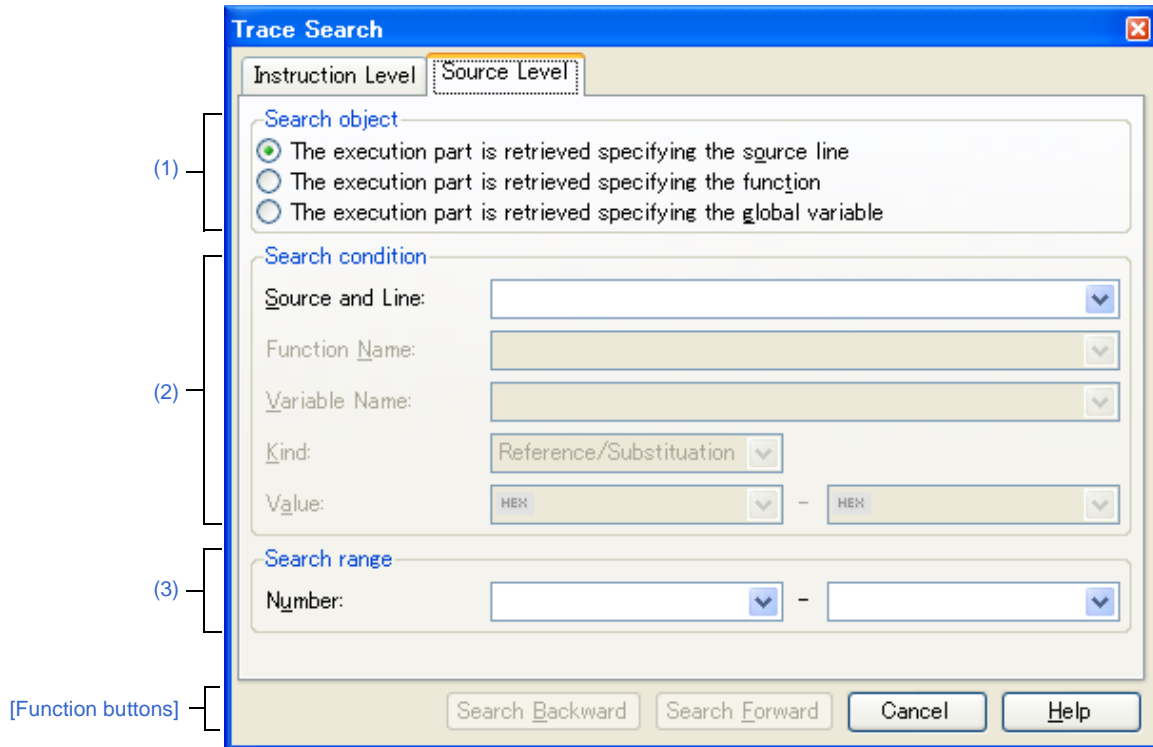 Trace Search
Instruction Level Source Level
(1)
Search object
The execution part is retrieved specifying the source line
The execution part is retrieved specifying the function
The execution part is retrieved specifying the global variable
(2)
Search condition
Source and Line:
Function Name:
Variable Name:
Kind: Reference/Substituation
Value: HEX - HEX
(3)
Search range
Number: -
[Function buttons]
Search Backward Search Forward Cancel Help